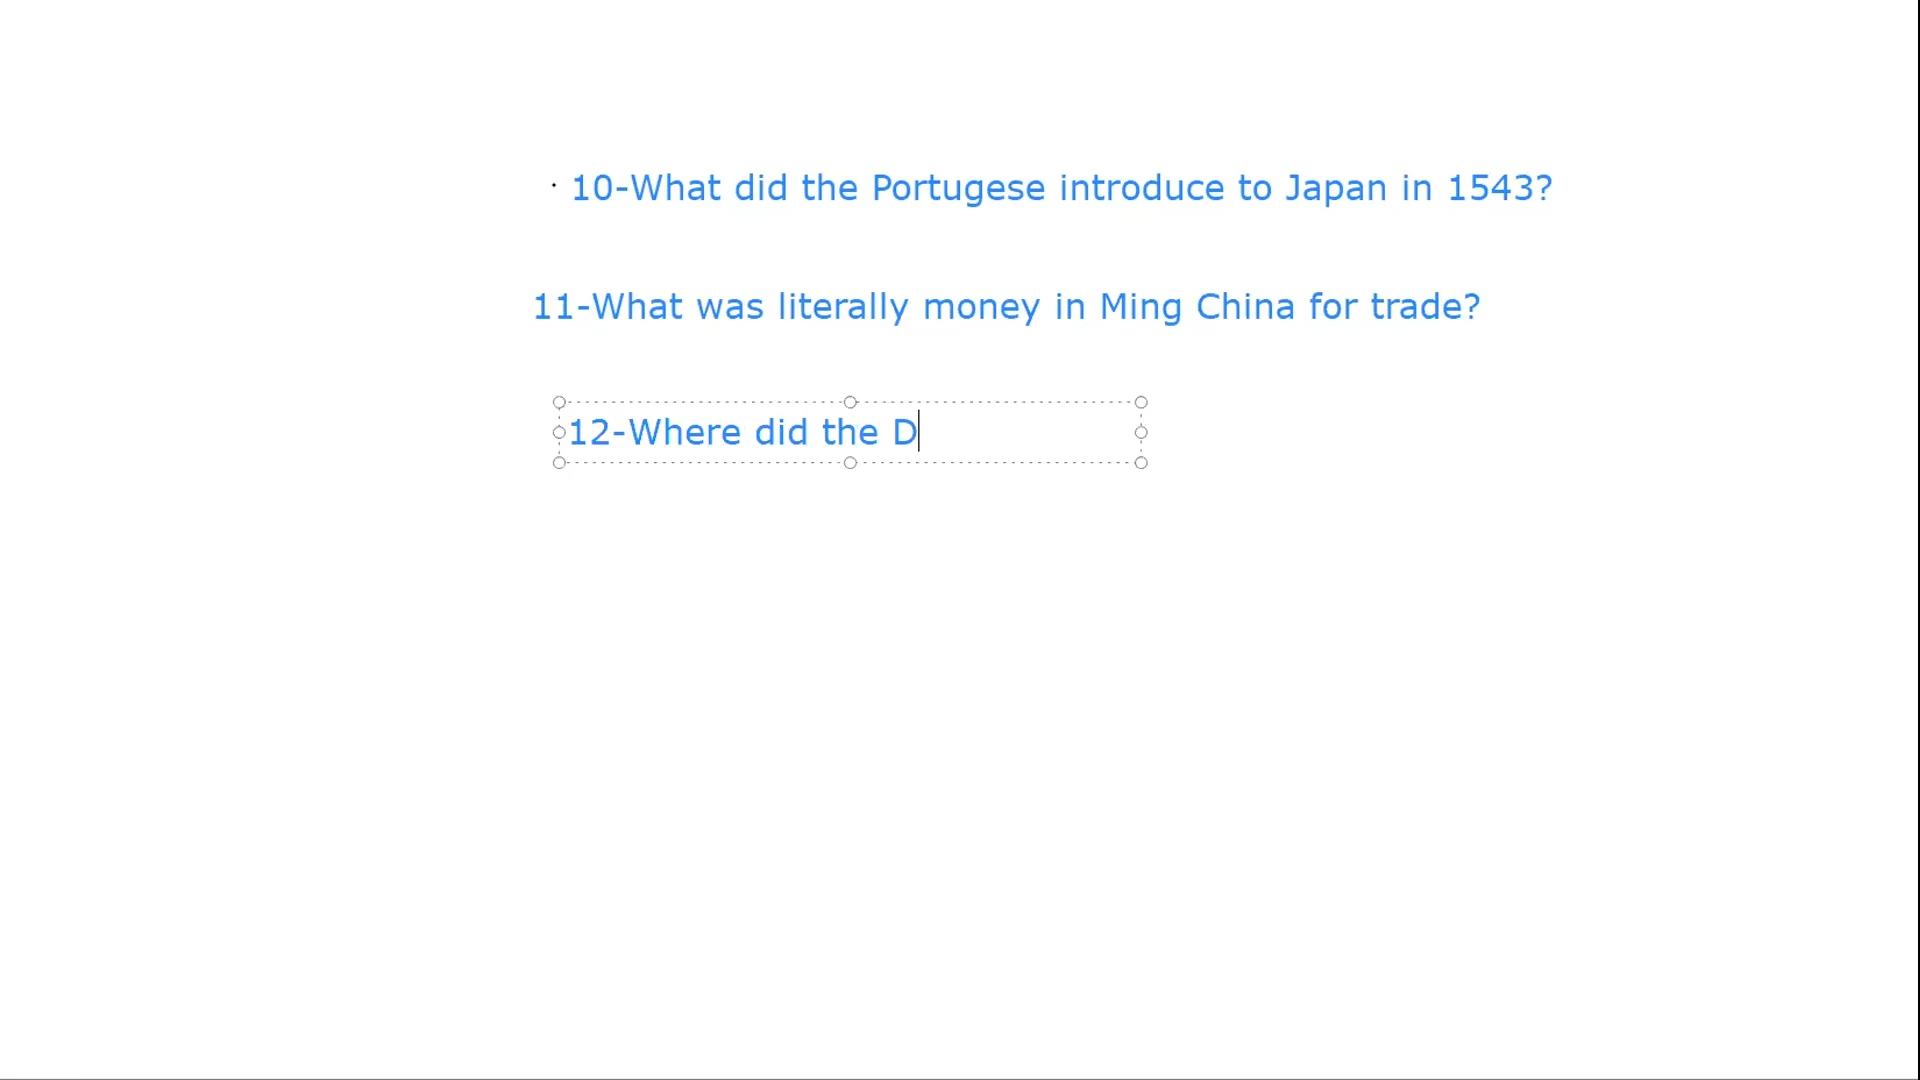 10-What did the Portugese introduce to Japan in 1543?
11-What was literally money in Ming China for trade?
12-Where did the D